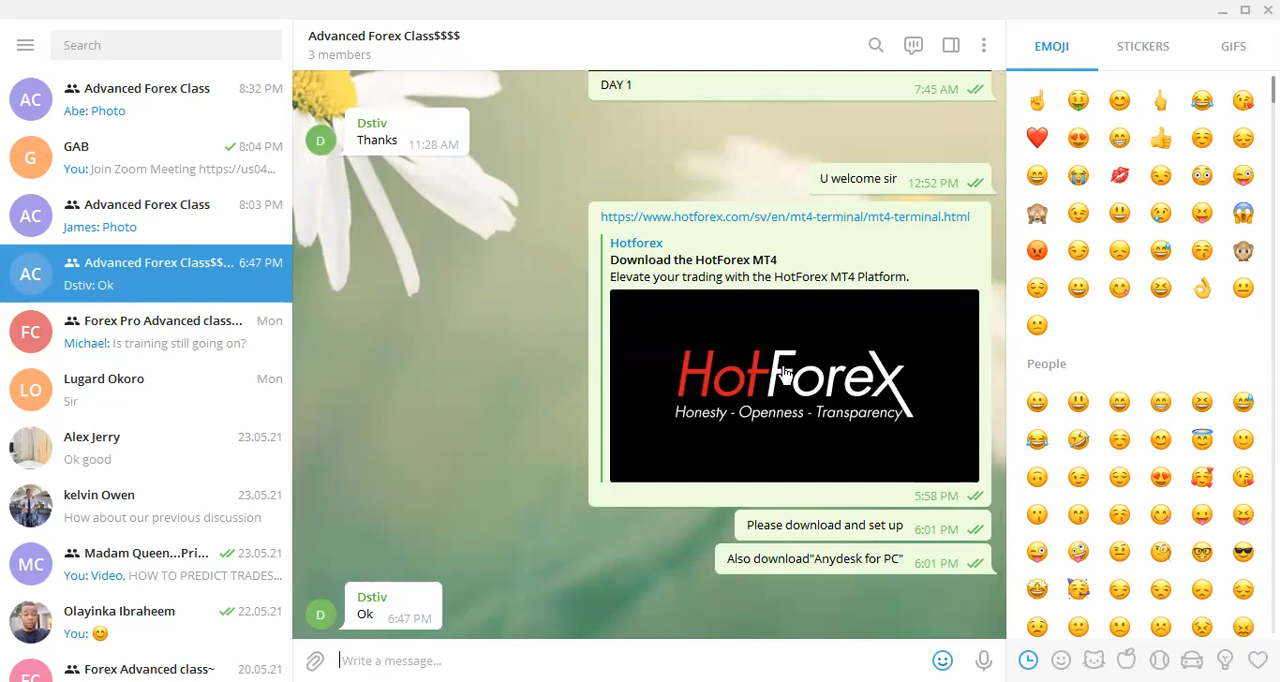 Search
Advanced Forex Class 8:32 PM
Abe: Photo
GAB 8:04 PM
You: Join Zoom Meeting https://us04...
Advanced Forex Class 8:03 PM
James: Photo
Advanced Forex Class$$... 6:47 PM
Dstiv: Ok
Forex Pro Advanced class... Mon
Michael: Is training still going on?
Lugard Okoro Mon
Sir
Alex Jerry 23.05.21
Ok good
kelvin Owen 23.05.21
How about our previous discussion
Madam Queen...Pri... 23.05.21
You: Video, HOW TO PREDICT TRADES...
Olayinka Ibraheem 22.05.21
You:
Forex Advanced class~ 20.05.21
AC
G
AC
AC
FC
LO
MC
FC
Advanced Forex Class$$$$
3 members
DAY 1 7:45 AM
D
Dstiv
Thanks 11:28 AM
U welcome sir 12:52 PM
https://www.hotforex.com/sv/en/mt4-terminal/mt4-terminal.html
Hotforex
Download the HotForex MT4
Elevate your trading with the HotForex MT4 Platform.
HotForex
Honesty - Openness - Transparency
5:58 PM
Please download and set up 6:01 PM
Also download"Anydesk for PC" 6:01 PM
D
Dstiv
Ok 6:47 PM
Write a message...
EMOJI STICKERS GIFS
People